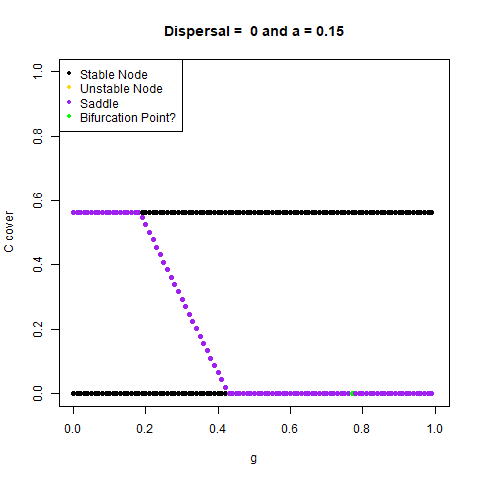 Dispersal =  0 and a = 0.15
Stable Node
Unstable Node
Saddle
Bifurcation Point?
C cover
1.0
0.8
0.6
0.4
0.2
0.0
0.0 0.2 0.4 0.6 0.8 1.0
g